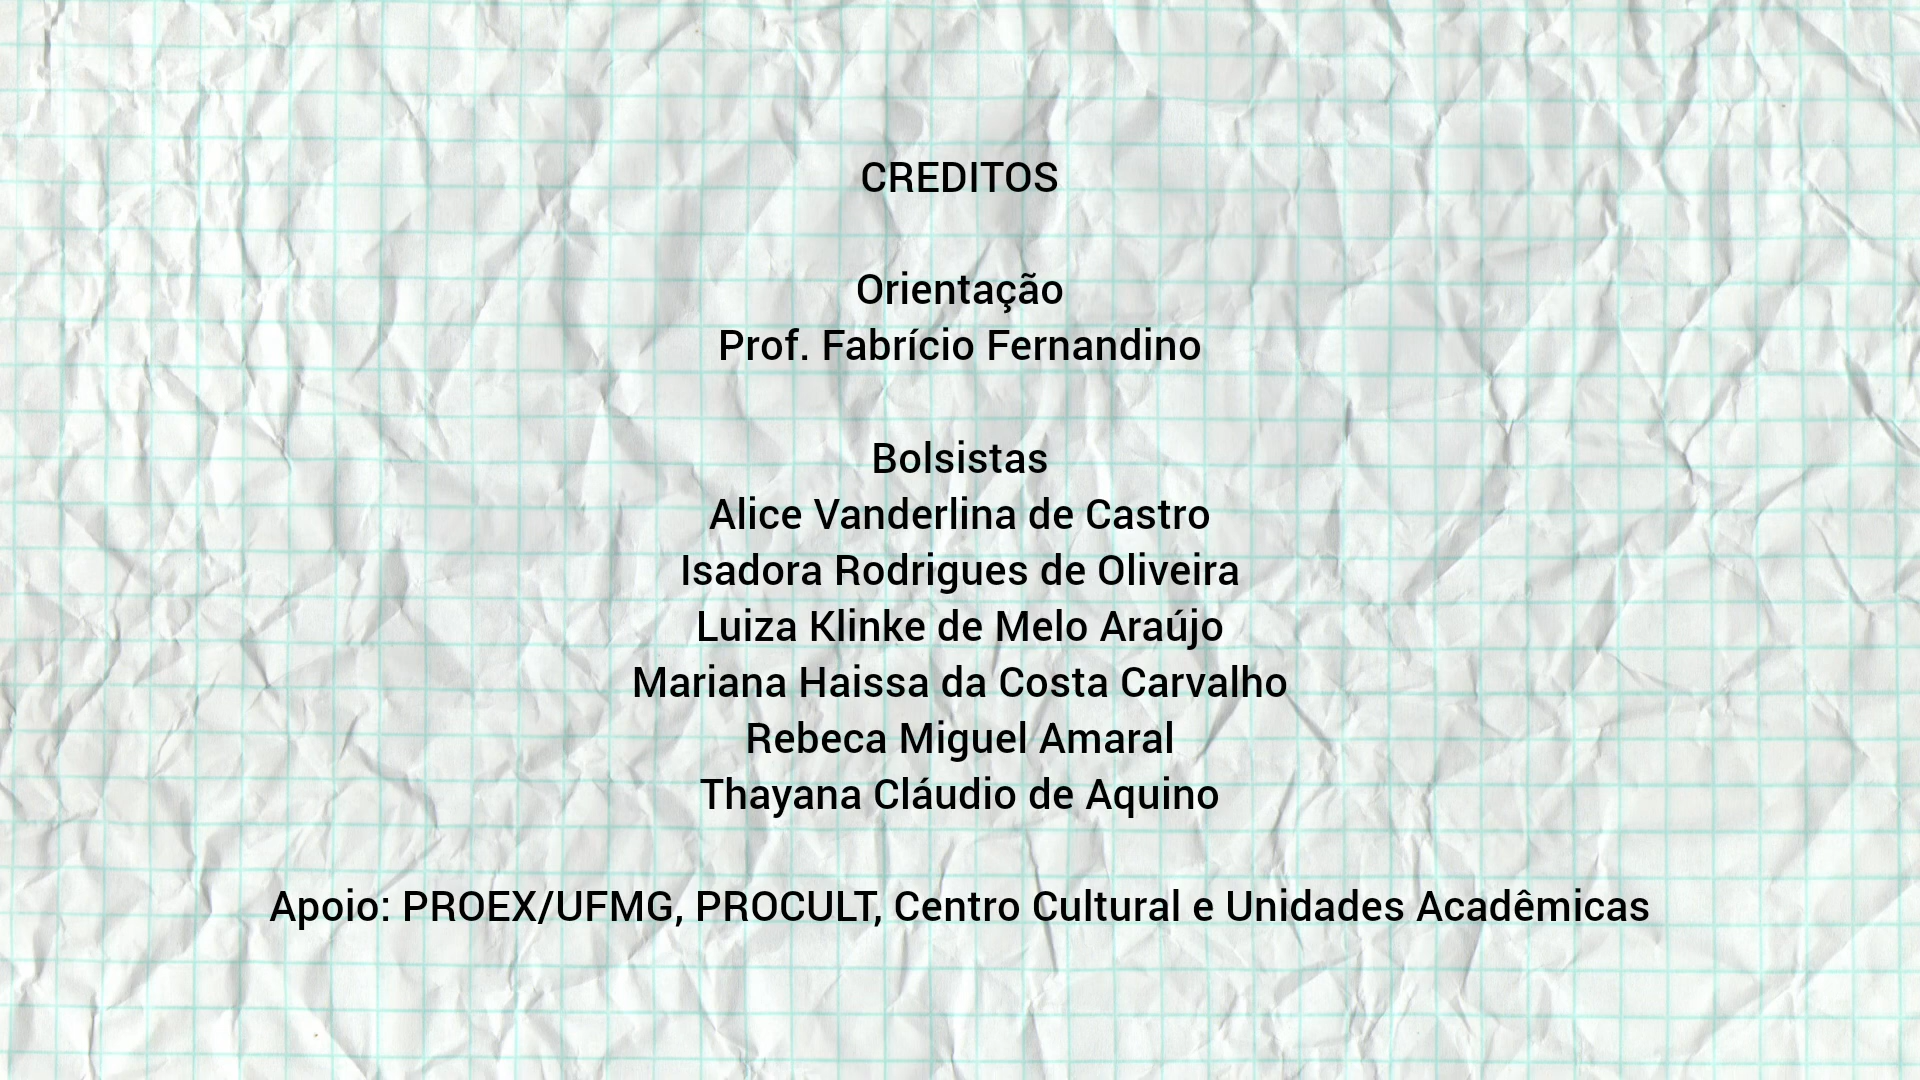 CREDITOS
Orientação
Prof. Fabrício Fernandino
Bolsistas
Alice Vanderlina de Castro
Isadora Rodrigues de Oliveira
Luiza Klinke de Melo Araújo
Mariana Haissa da Costa Carvalho
Rebeca Miguel Amaral
Thayana Cláudio de Aquino
Apoio: PROEX/UFMG, PROCULT, Centro Cultural e Unidades Acadêmicas